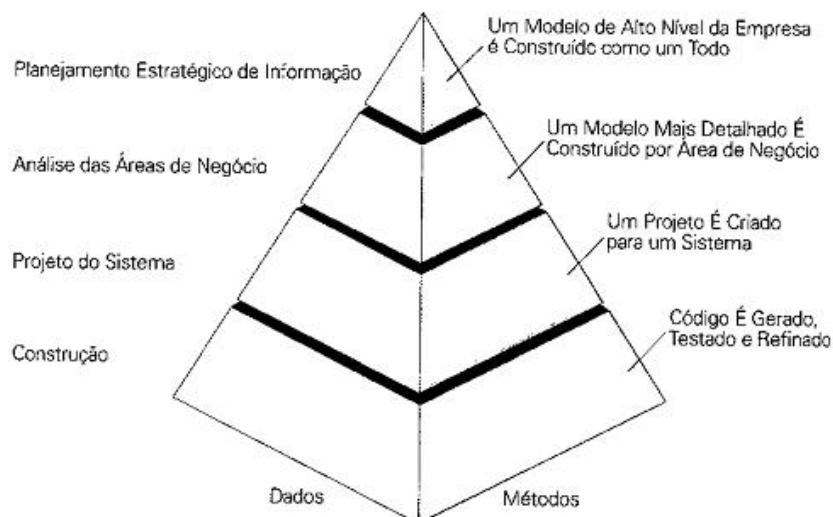 Um Modelo de Alto Nível da Empresa
é Construído como um Todo
Planejamento Estratégico de Informação
Um Modelo Mais Detalhado É
Construído por Área de Negócio
Análise das Áreas de Negócio
Um Projeto É Criado
para um Sistema
Projeto do Sistema
Código É Gerado,
Testado e Refinado
Construção
Dados
Métodos